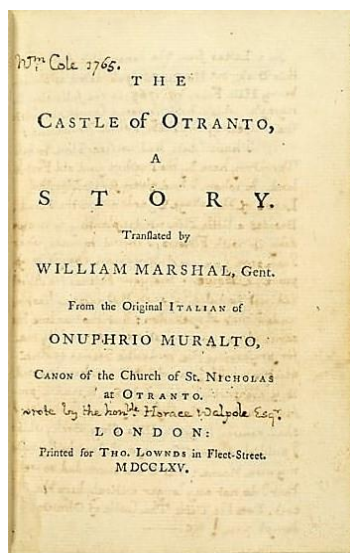 Wm Cole 1765.
THE
CASTLE of OTRANTO,
A
STORY.
Tranſlated by
WILLIAM MARSHAL, Gent.
From the Original ITALIAN of
ONUPHRIO MURALTO,
CANON of the Church of St. NICHOLAS
at OTRANTO.
wrote by the honble Horace Walpole Esqr.
LONDON:
Printed for THO. LOWNDS in Fleet-Street.
MDCCLXV.